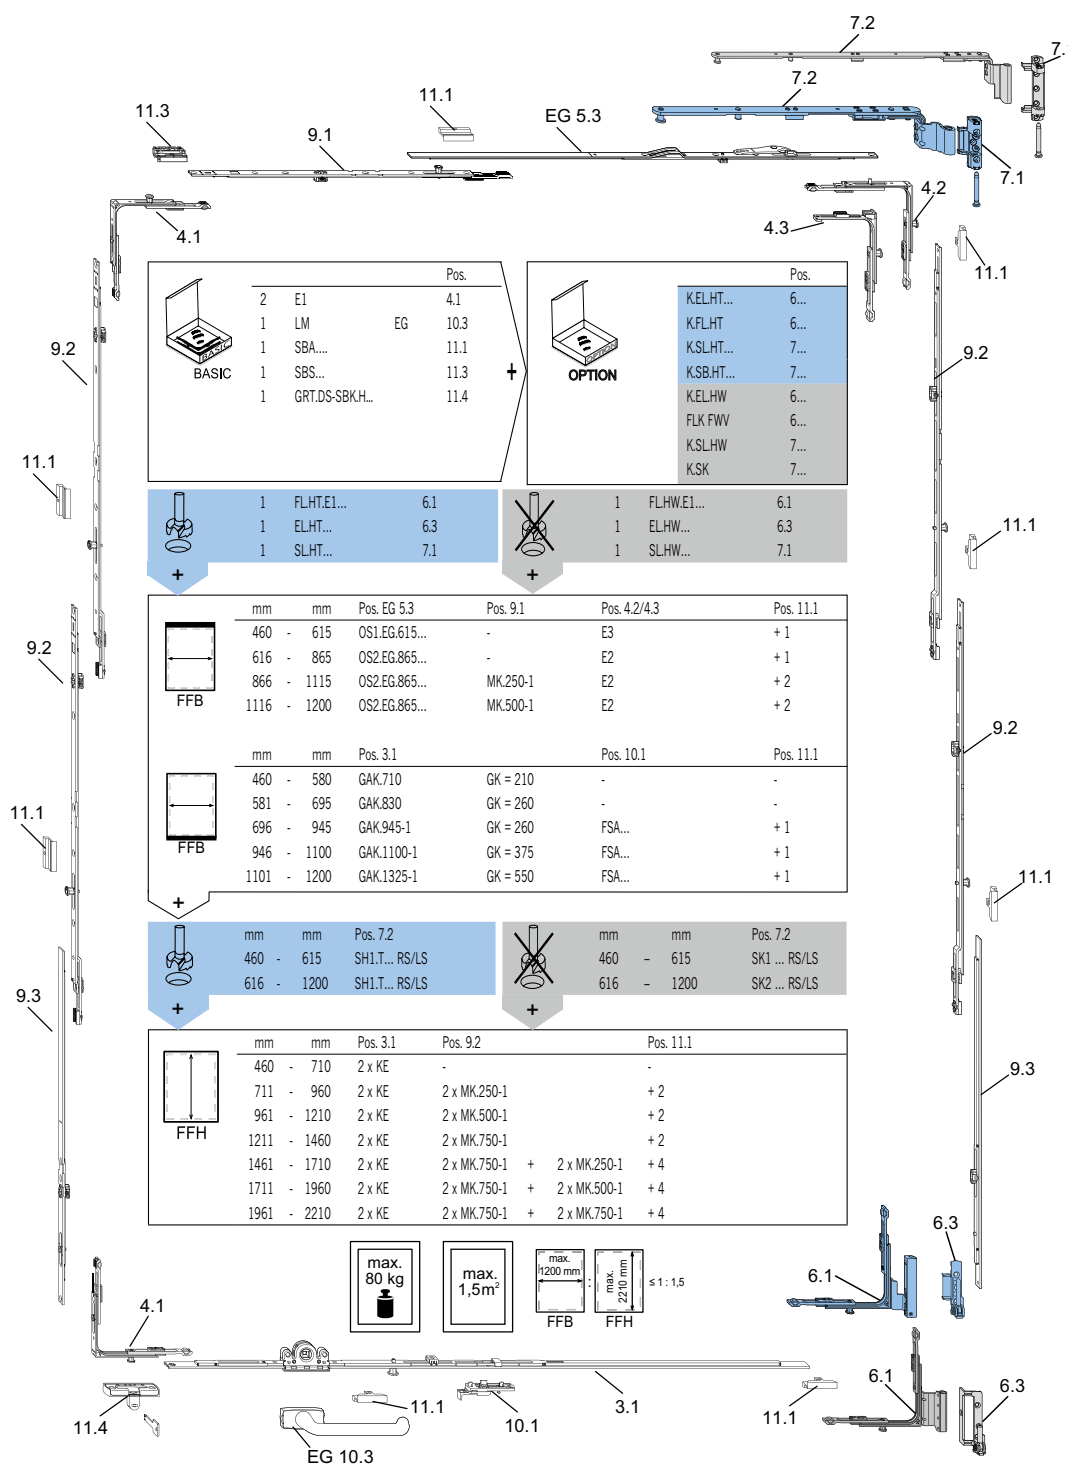 7.2
7.
7.2
11.1
EG 5.3
11.3
9.1
7.1
4.2
4.1
4.3
11.1
Pos.
2 E1 4.1
1 LM EG 10.3
1 SBA.... 11.1
1 SBS... 11.3
1 GRT.DS-SBK.H... 11.4
BASIC
BASIC
+
Pos.
K.EL.HT... 6...
K.FL.HT 6...
K.SL.HT... 7...
K.SB.HT... 7...
K.EL.HW 6...
FLK FWV 6...
K.SL.HW 7...
K.SK 7...
OPTION
OPTION
9.2
9.2
11.1
11.1
1 FL.HT.E1... 6.1
1 EL.HT... 6.3
1 SL.HT... 7.1
+
1 FL.HW.E1... 6.1
1 EL.HW... 6.3
1 SL.HW... 7.1
+
mm mm Pos. EG 5.3 Pos. 9.1 Pos. 4.2/4.3 Pos. 11.1
460 - 615 OS1.EG.615... - E3 + 1
616 - 865 OS2.EG.865... - E2 + 1
866 - 1115 OS2.EG.865... MK.250-1 E2 + 2
1116 - 1200 OS2.EG.865... MK.500-1 E2 + 2
FFB
mm mm Pos. 3.1 Pos. 10.1 Pos. 11.1
460 - 580 GAK.710 GK = 210 - -
581 - 695 GAK.830 GK = 260 - -
696 - 945 GAK.945-1 GK = 260 FSA... + 1
946 - 1100 GAK.1100-1 GK = 375 FSA... + 1
1101 - 1200 GAK.1325-1 GK = 550 FSA... + 1
FFB
+
9.2
9.2
11.1
11.1
mm mm Pos. 7.2
460 - 615 SH1.T... RS/LS
616 - 1200 SH1.T... RS/LS
+
mm mm Pos. 7.2
460 – 615 SK1 ... RS/LS
616 – 1200 SK2 ... RS/LS
+
9.3
9.3
mm mm Pos. 3.1 Pos. 9.2 Pos. 11.1
460 - 710 2 x KE - -
711 - 960 2 x KE 2 x MK.250-1 + 2
961 - 1210 2 x KE 2 x MK.500-1 + 2
1211 - 1460 2 x KE 2 x MK.750-1 + 2
1461 - 1710 2 x KE 2 x MK.750-1 + 2 x MK.250-1 + 4
1711 - 1960 2 x KE 2 x MK.750-1 + 2 x MK.500-1 + 4
1961 - 2210 2 x KE 2 x MK.750-1 + 2 x MK.750-1 + 4
FFH
max.
80 kg
max.
1,5m²
max.
1200 mm
FFB
:
max.
2210 mm
FFH
≤ 1 : 1,5
6.3
6.1
4.1
3.1
11.4
11.1
10.1
11.1
6.1
6.3
EG 10.3